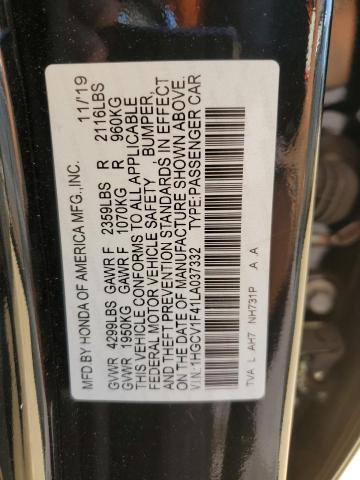 MFD BY HONDA OF AMERICA MFG.,INC. 11/19
GVWR 4299LBS GAWR F 2359LBS R 2116LBS
GVWR 1950KG GAWR F 1070KG R 960KG
THIS VEHICLE CONFORMS TO ALL APPLICABLE
FEDERAL MOTOR VEHICLE SAFETY BUMPER,
AND THEFT PREVENTION STANDARDS IN EFFECT
ON THE DATE OF MANUFACTURE SHOWN ABOVE.
V.I.N.:1HGCV1F41LA037332 TYPE:PASSENGER CAR
TVA L AH7 NH731P A A